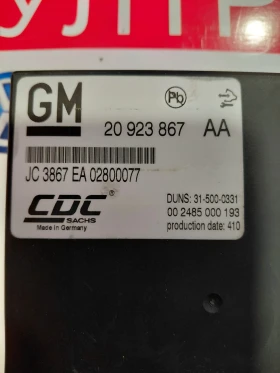 УЛТР
GM
Pb
20 923 867 AA
JC 3867 EA 02800077
CDC
SACHS
Made in Germany
DUNS: 31-500-0331
00 2485 000 193
production date: 410